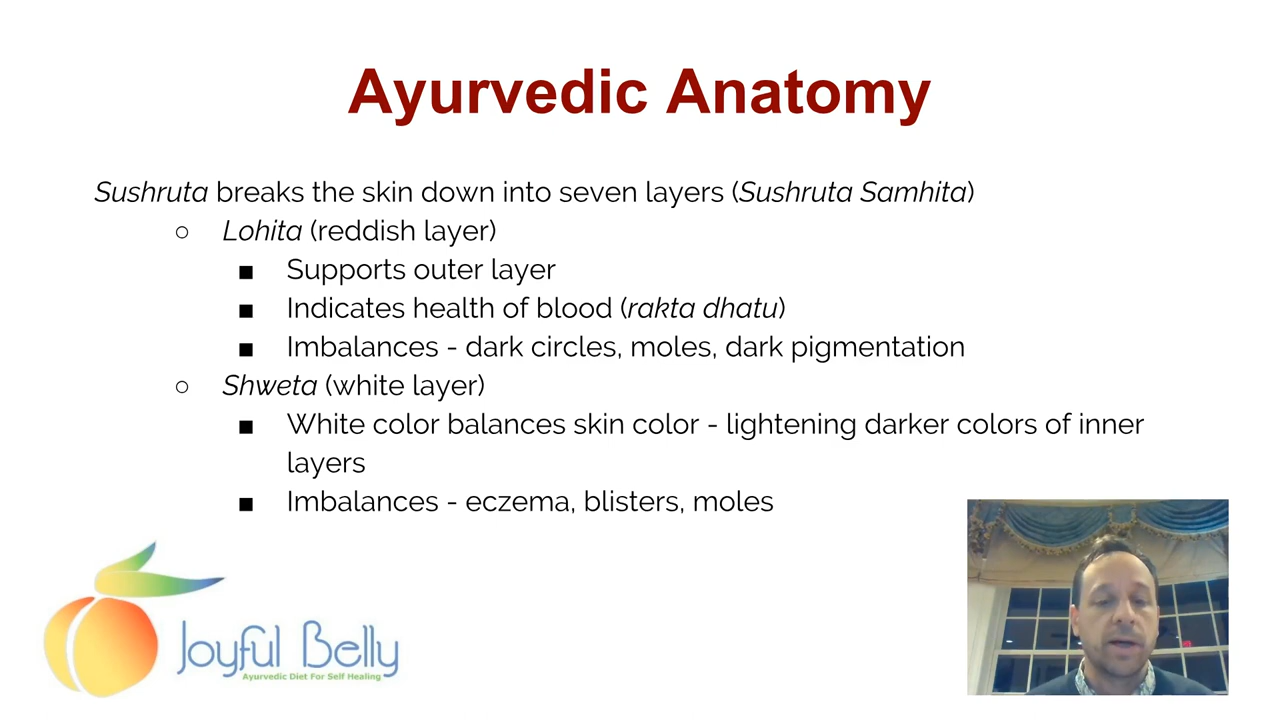 Ayurvedic Anatomy
Sushruta breaks the skin down into seven layers (Sushruta Samhita)
○ Lohita (reddish layer)
■ Supports outer layer
■ Indicates health of blood (rakta dhatu)
■ Imbalances - dark circles, moles, dark pigmentation
○ Shweta (white layer)
■ White color balances skin color - lightening darker colors of inner
layers
■ Imbalances - eczema, blisters, moles
Joyful Belly
Ayurvedic Diet For Self Healing